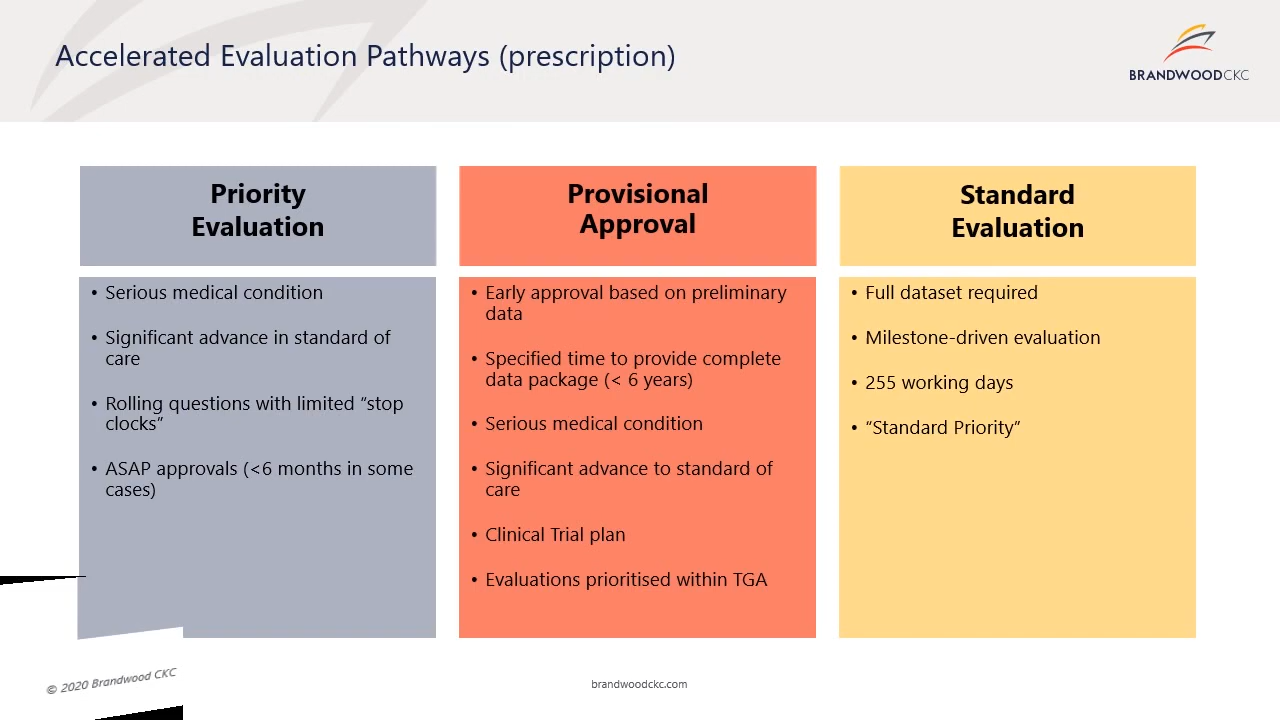 Accelerated Evaluation Pathways (prescription)
BRANDWOODCKC
Priority
Evaluation
• Serious medical condition
• Significant advance in standard of
care
• Rolling questions with limited “stop
clocks”
• ASAP approvals (<6 months in some
cases)
Provisional
Approval
• Early approval based on preliminary
data
• Specified time to provide complete
data package (< 6 years)
• Serious medical condition
• Significant advance to standard of
care
• Clinical Trial plan
• Evaluations prioritised within TGA
Standard
Evaluation
• Full dataset required
• Milestone-driven evaluation
• 255 working days
• “Standard Priority”
© 2020 Brandwood CKC
brandwoodckc.com